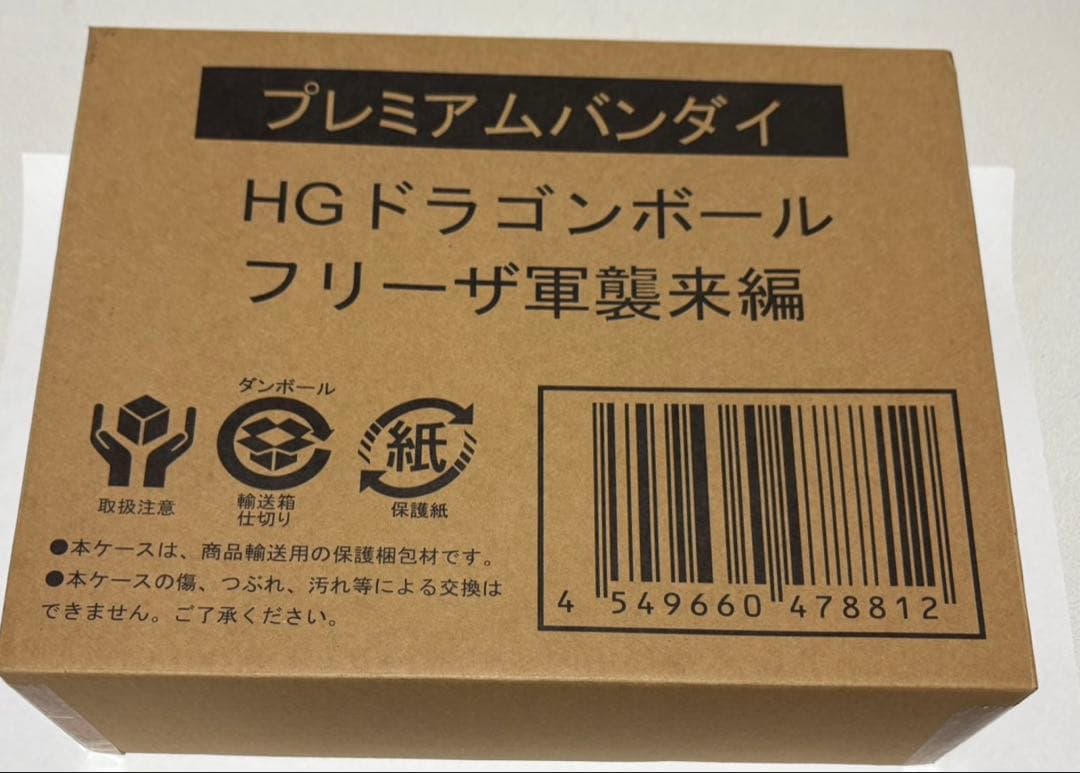 プレミアムバンダイ
HGドラゴンボール
フリーザ軍襲来編
ダンボール
紙
取扱注意
輸送箱
仕切り
保護紙
●本ケースは、商品輸送用の保護梱包材です。
●本ケースの傷、つぶれ、汚れ等による交換は
できません。ご了承ください。
4 549660 478812